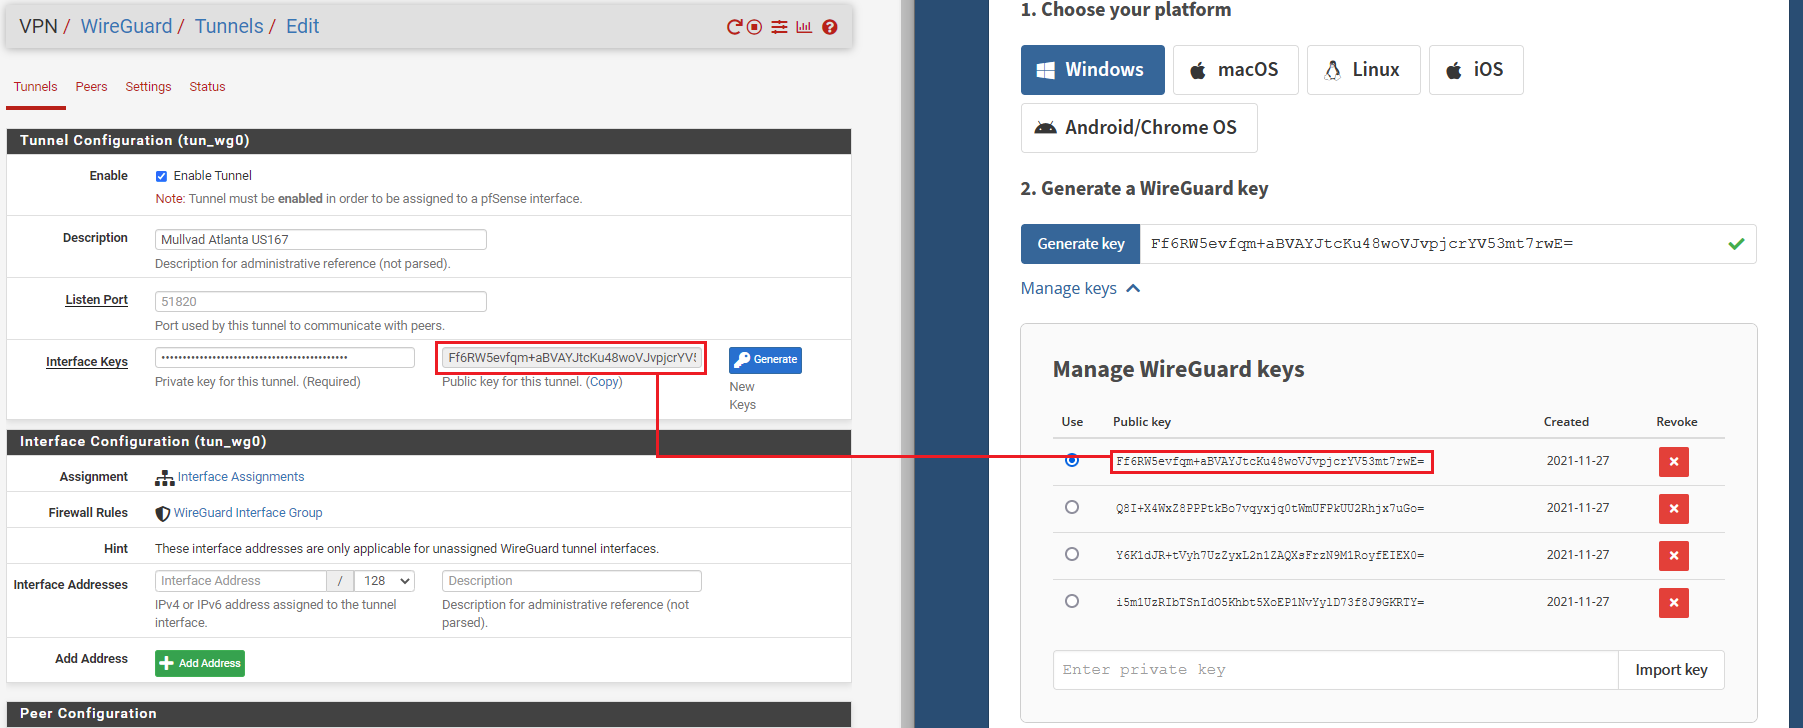 VPN / WireGuard / Tunnels / Edit
Tunnels Peers Settings Status
Tunnel Configuration (tun_wg0)
Enable Enable Tunnel
Note: Tunnel must be enabled in order to be assigned to a pfSense interface.
Description Mullvad Atlanta US167
Description for administrative reference (not parsed).
Listen Port 51820
Port used by this tunnel to communicate with peers.
Interface Keys Ff6RW5evfqm+aBVAYJtcKu48woVJvpjcrYV5 Generate
Private key for this tunnel. (Required) Public key for this tunnel. (Copy) New
Keys
Interface Configuration (tun_wg0)
Assignment Interface Assignments
Firewall Rules WireGuard Interface Group
Hint These interface addresses are only applicable for unassigned WireGuard tunnel interfaces.
Interface Addresses Interface Address / 128 Description
IPv4 or IPv6 address assigned to the tunnel Description for administrative reference (not
interface. parsed).
Add Address Add Address
Peer Configuration
1. Choose your platform
Windows macOS Linux iOS
Android/Chrome OS
2. Generate a WireGuard key
Generate key Ff6RW5evfqm+aBVAYJtcKu48woVJvpjcrYV53mt7rwE=
Manage keys
Manage WireGuard keys
Use Public key Created Revoke
Ff6RW5evfqm+aBVAYJtcKu48woVJvpjcrYV53mt7rwE= 2021-11-27
Q8I+X4WxZ8PPPtkBo7vqyxjq0tWmUFPkUU2Rhjx7uGo= 2021-11-27
Y6K1dJR+tVyh7UzZyxL2n1ZAQXsFrzN9M1RoyfEIEX0= 2021-11-27
i5m1UzRIbTSnIdO5Khbt5XoEP1NvYylD73f8J9GKRTY= 2021-11-27
Enter private key Import key